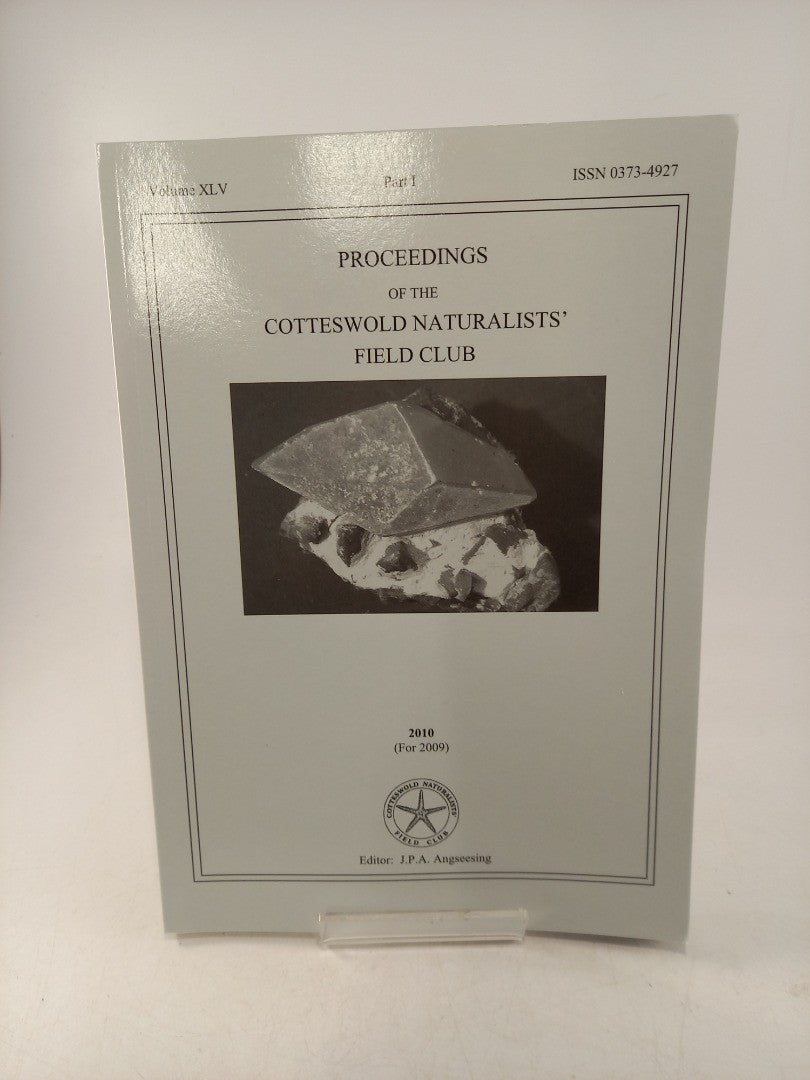 Volume XLV Part I ISSN 0373-4927
PROCEEDINGS
OF THE
COTTESWOLD NATURALISTS'
FIELD CLUB
2010
(For 2009)
COTTESWOLD NATURALISTS'
FIELD CLUB
Editor: J.P.A. Angseesing